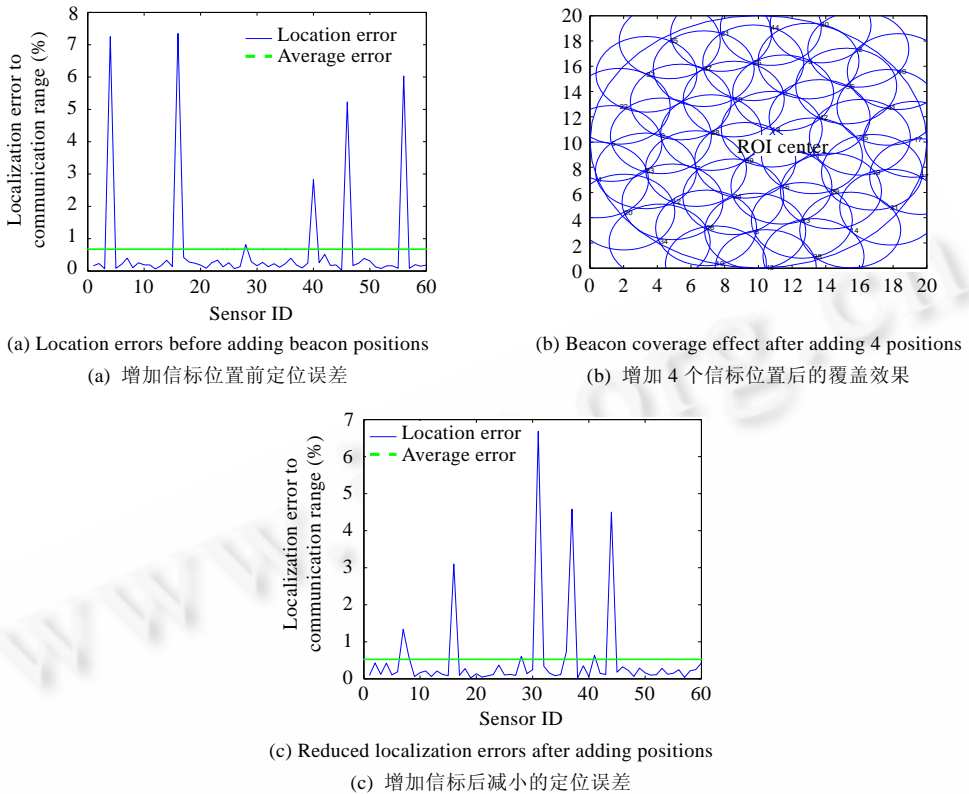 8
7
6
5
4
3
2
1
0
Localization error to
communication range (%)
Location error
Average error
0 10 20 30 40 50 60
Sensor ID
(a) Location errors before adding beacon positions
(a) 增加信标位置前定位误差
20
18
16
14
12
10
8
6
4
2
0
ROI center
0 2 4 6 8 10 12 14 16 18 20
(b) Beacon coverage effect after adding 4 positions
(b) 增加 4 个信标位置后的覆盖效果
7
6
5
4
3
2
1
0
Localization error to
communication range (%)
Location error
Average error
0 10 20 30 40 50 60
Sensor ID
(c) Reduced localization errors after adding positions
(c) 增加信标后减小的定位误差